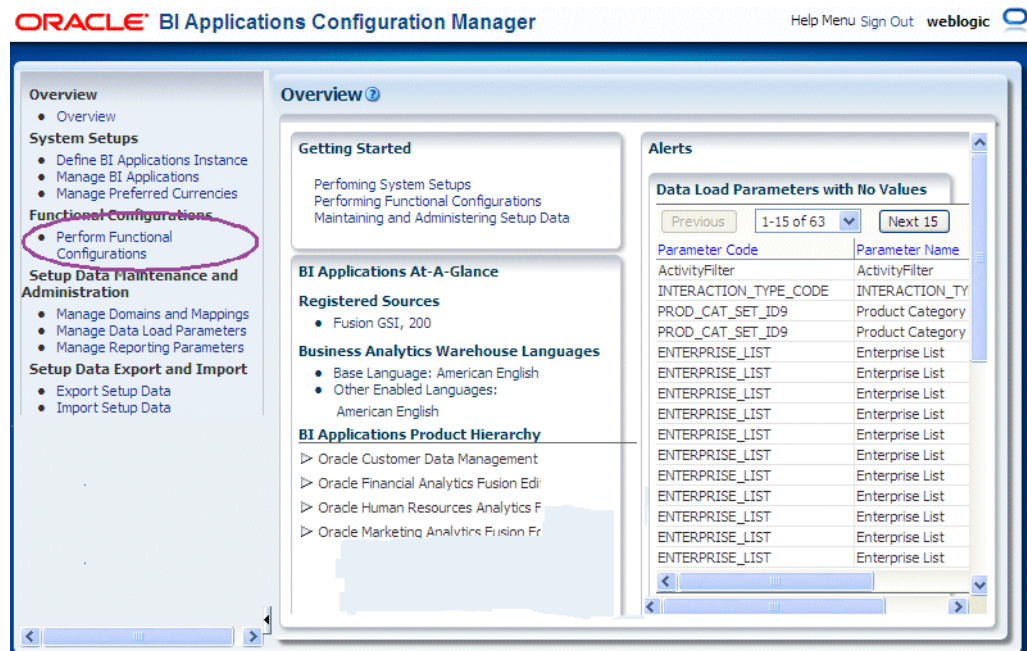 ORACLE BI Applications Configuration Manager
Help Menu Sign Out weblogic
Overview
Overview
System Setups
Define BI Applications Instance
Manage BI Applications
Manage Preferred Currencies
Functional Configurations
Perform Functional
Configurations
Setup Data Maintenance and
Administration
Manage Domains and Mappings
Manage Data Load Parameters
Manage Reporting Parameters
Setup Data Export and Import
Export Setup Data
Import Setup Data
Overview
Getting Started
Perfoming System Setups
Performing Functional Configurations
Maintaining and Administering Setup Data
BI Applications At-A-Glance
Registered Sources
Fusion GSI, 200
Business Analytics Warehouse Languages
Base Language: American English
Other Enabled Languages:
American English
BI Applications Product Hierarchy
Oracle Customer Data Management
Oracle Financial Analytics Fusion Edi
Oracle Human Resources Analytics F
Oracle Marketing Analytics Fusion Ed
Alerts
Data Load Parameters with No Values
Previous 1-15 of 63 Next 15
Parameter Code Parameter Name
ActivityFilter ActivityFilter
INTERACTION_TYPE_CODE INTERACTION_TY
PROD_CAT_SET_ID9 Product Category
PROD_CAT_SET_ID9 Product Category
ENTERPRISE_LIST Enterprise List
ENTERPRISE_LIST Enterprise List
ENTERPRISE_LIST Enterprise List
ENTERPRISE_LIST Enterprise List
ENTERPRISE_LIST Enterprise List
ENTERPRISE_LIST Enterprise List
ENTERPRISE_LIST Enterprise List
ENTERPRISE_LIST Enterprise List
ENTERPRISE_LIST Enterprise List
ENTERPRISE_LIST Enterprise List
ENTERPRISE_LIST Enterprise List